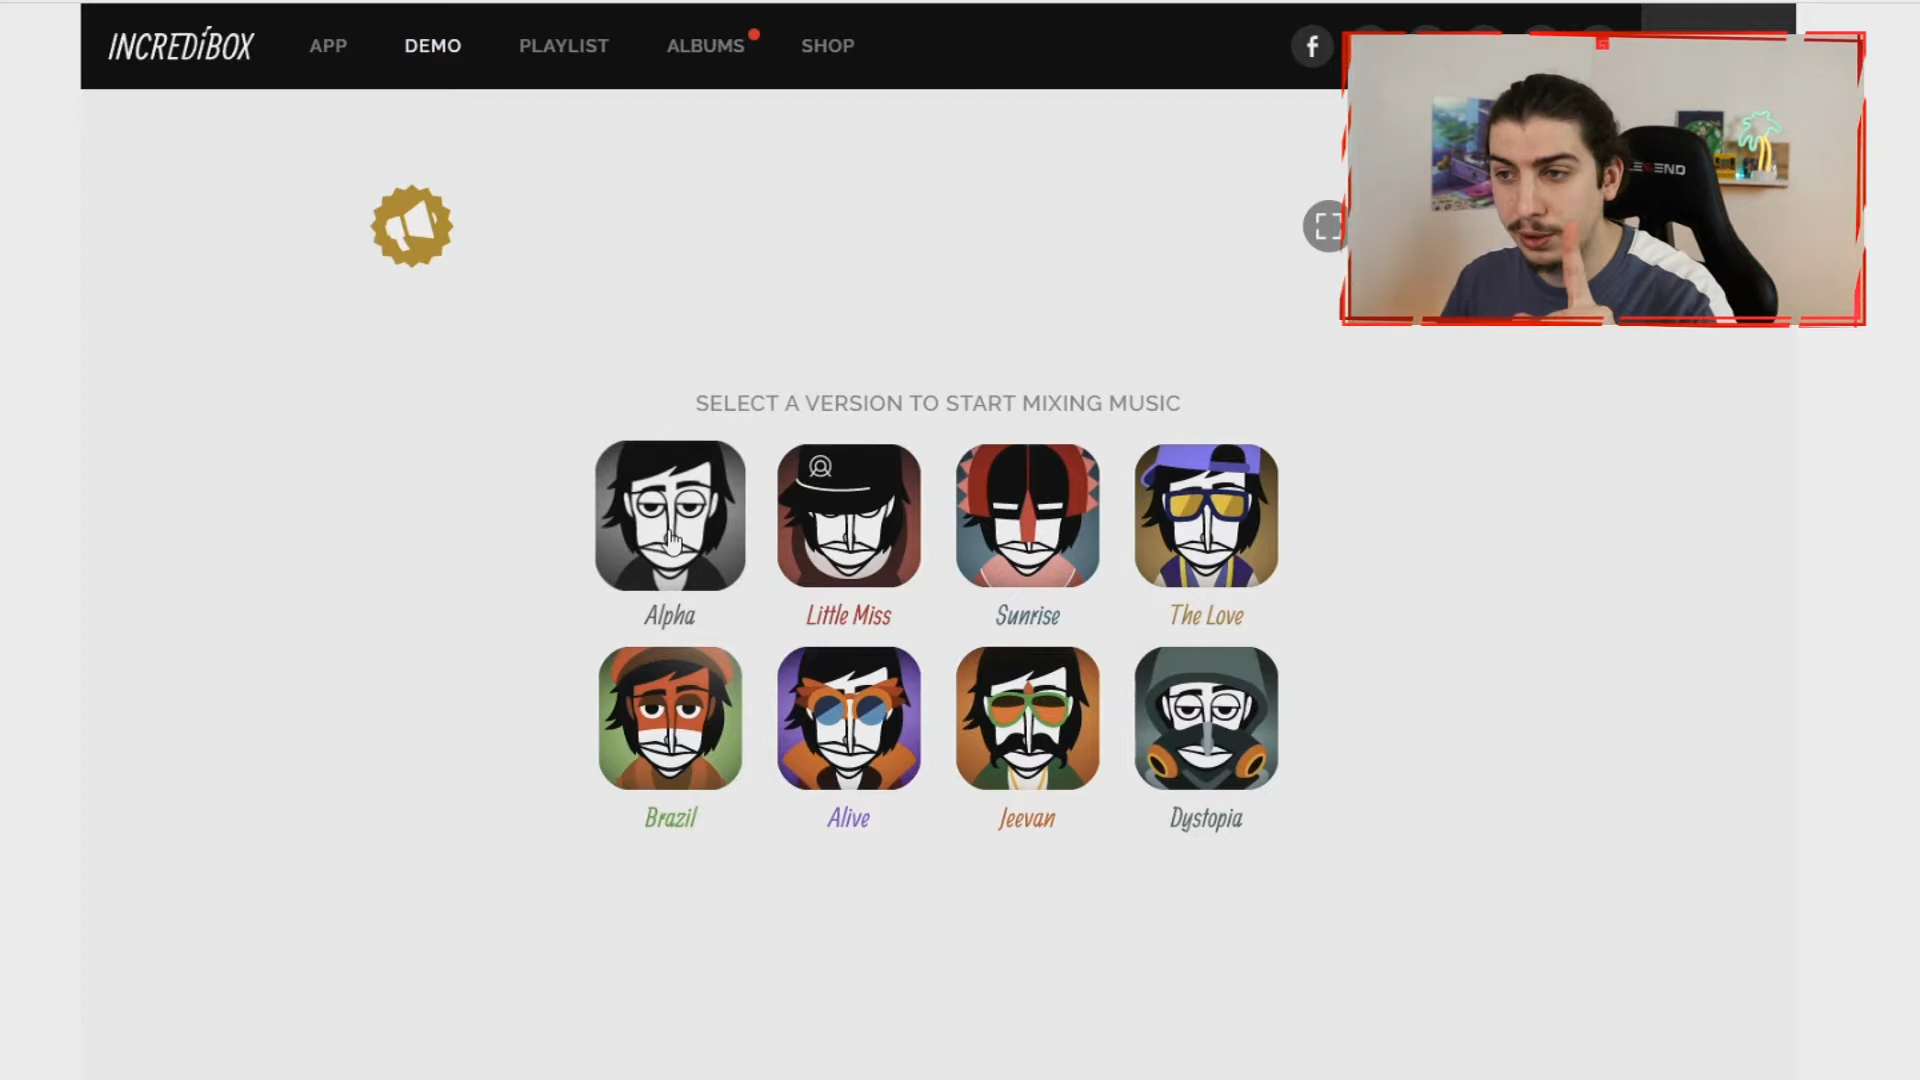 INCREDIBOX APP DEMO PLAYLIST ALBUMS SHOP
LEGEND
SELECT A VERSION TO START MIXING MUSIC
Alpha Little Miss Sunrise The Love
Brazil Alive Jeevan Dystopia